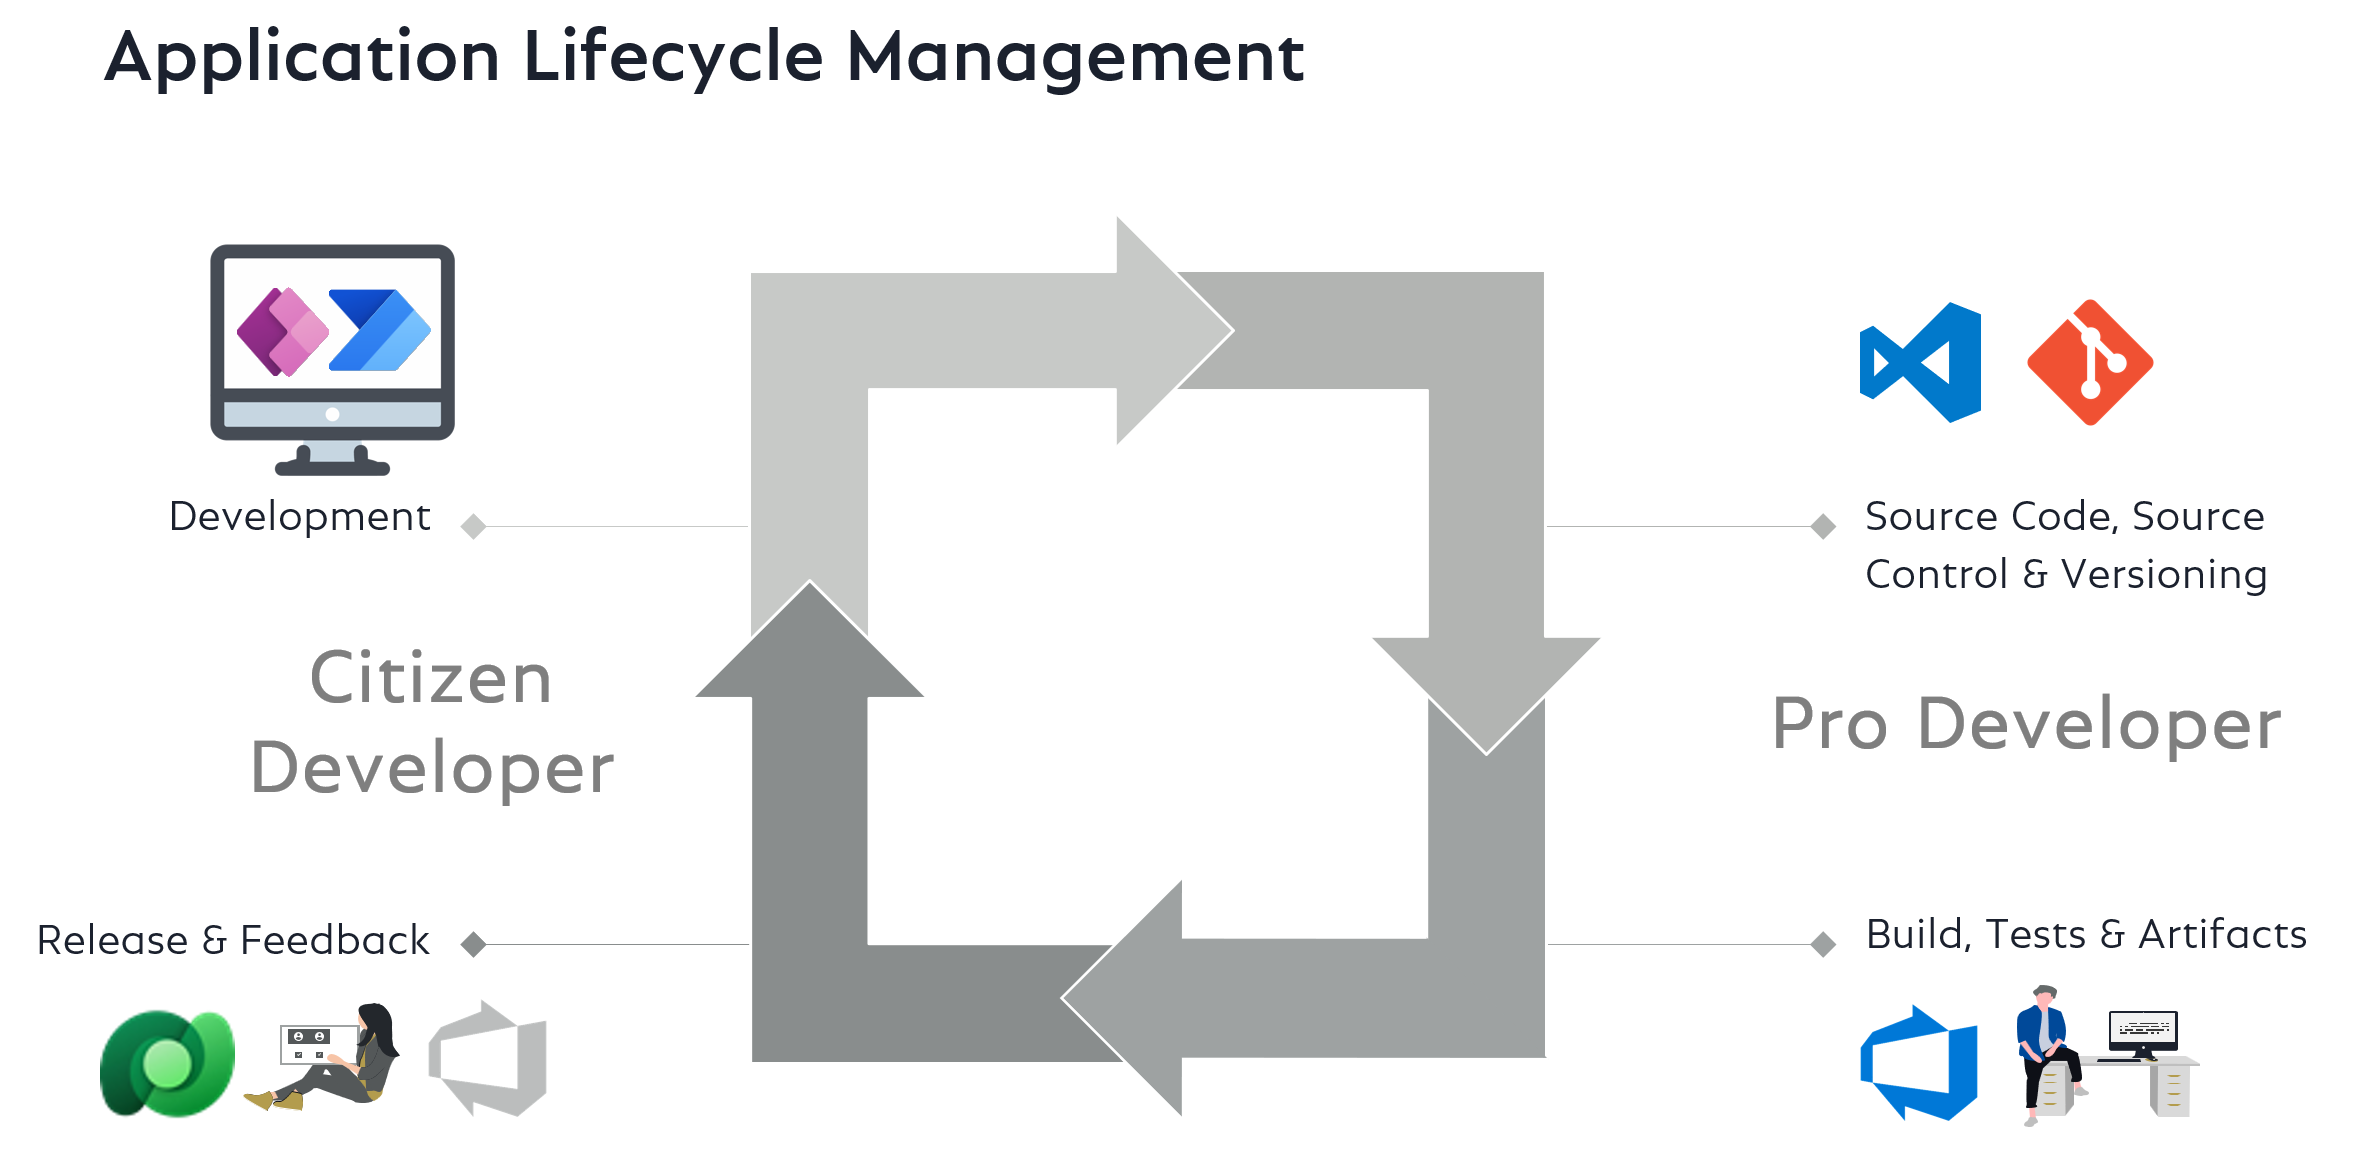 Application Lifecycle Management
Development
Source Code, Source
Control & Versioning
Citizen
Developer
Pro Developer
Release & Feedback
Build, Tests & Artifacts